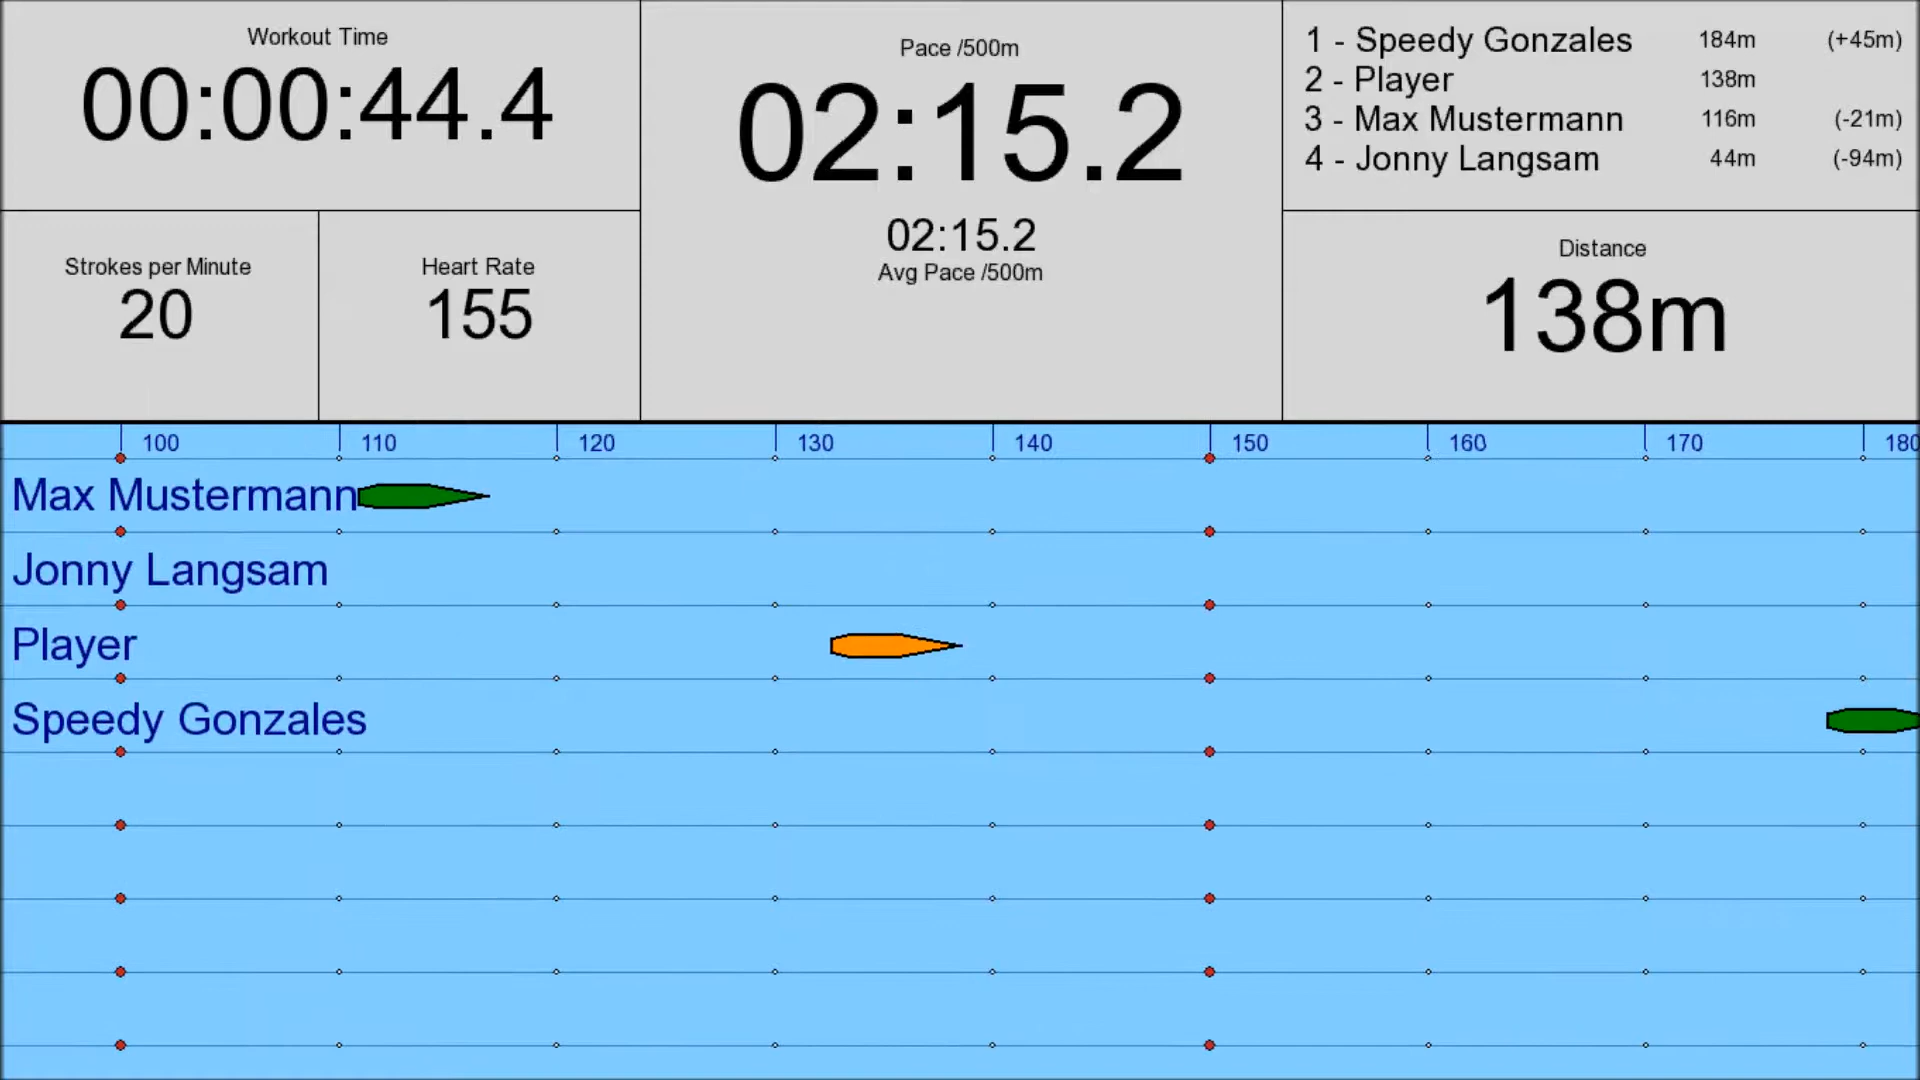 Workout Time
00:00:44.4
Strokes per Minute
20
Heart Rate
155
Pace /500m
02:15.2
02:15.2
Avg Pace /500m
1 - Speedy Gonzales 184m (+45m)
2 - Player 138m
3 - Max Mustermann 116m (-21m)
4 - Jonny Langsam 44m (-94m)
Distance
138m
100 110 120 130 140 150 160 170 180
Max Mustermann
Jonny Langsam
Player
Speedy Gonzales